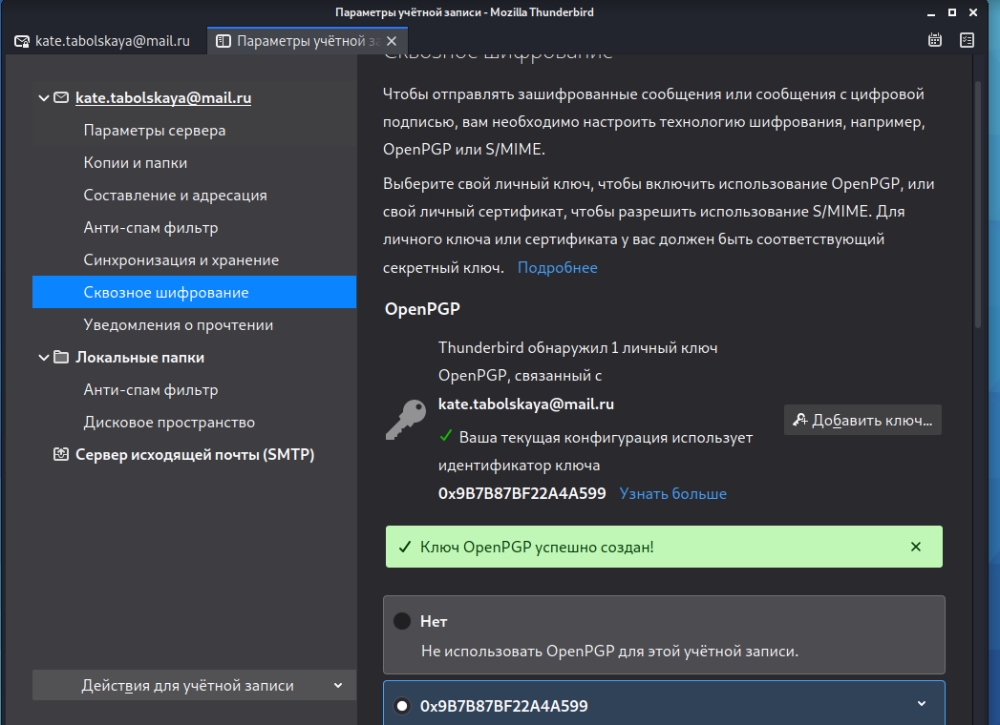 Параметры учётной записи - Mozilla Thunderbird
kate.tabolskaya@mail.ru
Параметры учётной за
kate.tabolskaya@mail.ru
Параметры сервера
Копии и папки
Составление и адресация
Анти-спам фильтр
Синхронизация и хранение
Сквозное шифрование
Уведомления о прочтении
Локальные папки
Анти-спам фильтр
Дисковое пространство
Сервер исходящей почты (SMTP)
Действия для учётной записи
Сквозное шифрование
Чтобы отправлять зашифрованные сообщения или сообщения с цифровой
подписью, вам необходимо настроить технологию шифрования, например,
OpenPGP или S/MIME.
Выберите свой личный ключ, чтобы включить использование OpenPGP, или
свой личный сертификат, чтобы разрешить использование S/MIME. Для
личного ключа или сертификата у вас должен быть соответствующий
секретный ключ. Подробнее
OpenPGP
Thunderbird обнаружил 1 личный ключ
OpenPGP, связанный с
kate.tabolskaya@mail.ru
Ваша текущая конфигурация использует
идентификатор ключа
0x9B7B87BF22A4A599 Узнать больше
Добавить ключ...
Ключ OpenPGP успешно создан!
Нет
Не использовать OpenPGP для этой учётной записи.
0x9B7B87BF22A4A599